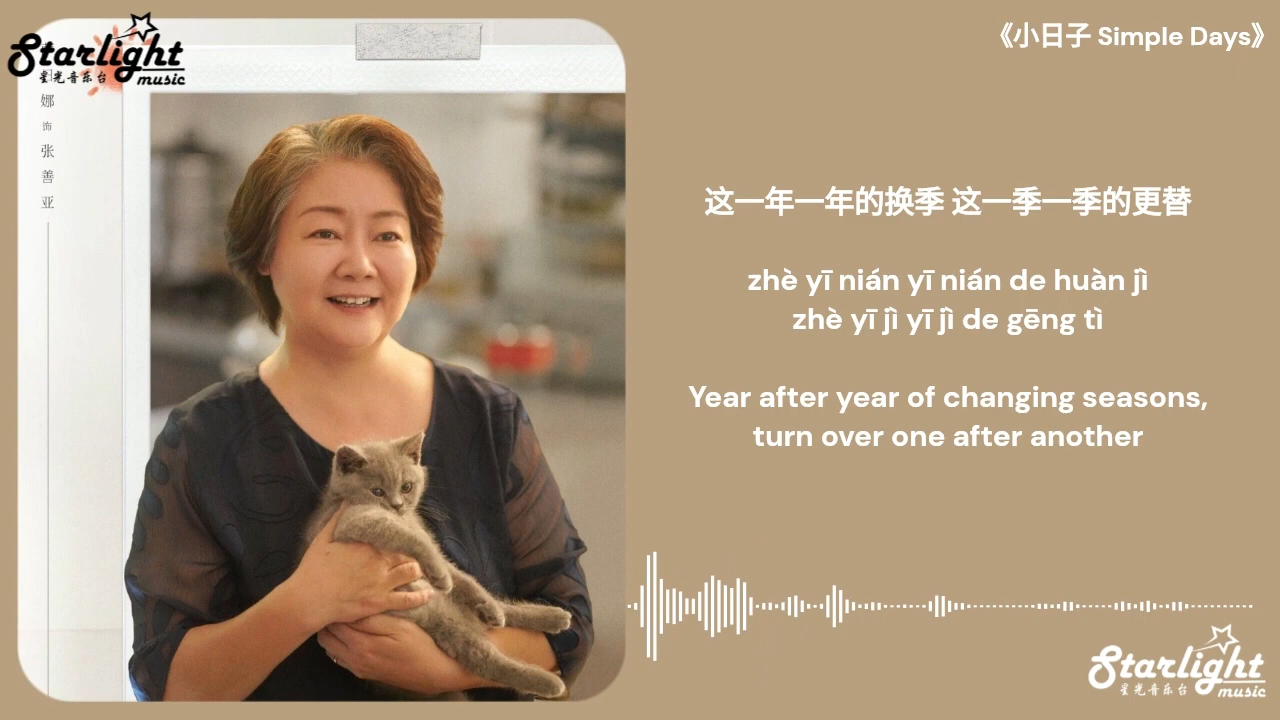 Starlight
星光音乐台 music
娜
饰
张
善
亚
《小日子 Simple Days》
这一年一年的换季 这一季一季的更替
zhè yī nián yī nián de huàn jì
zhè yī jì yī jì de gēng tì
Year after year of changing seasons,
turn over one after another
Starlight
星光音乐台 music